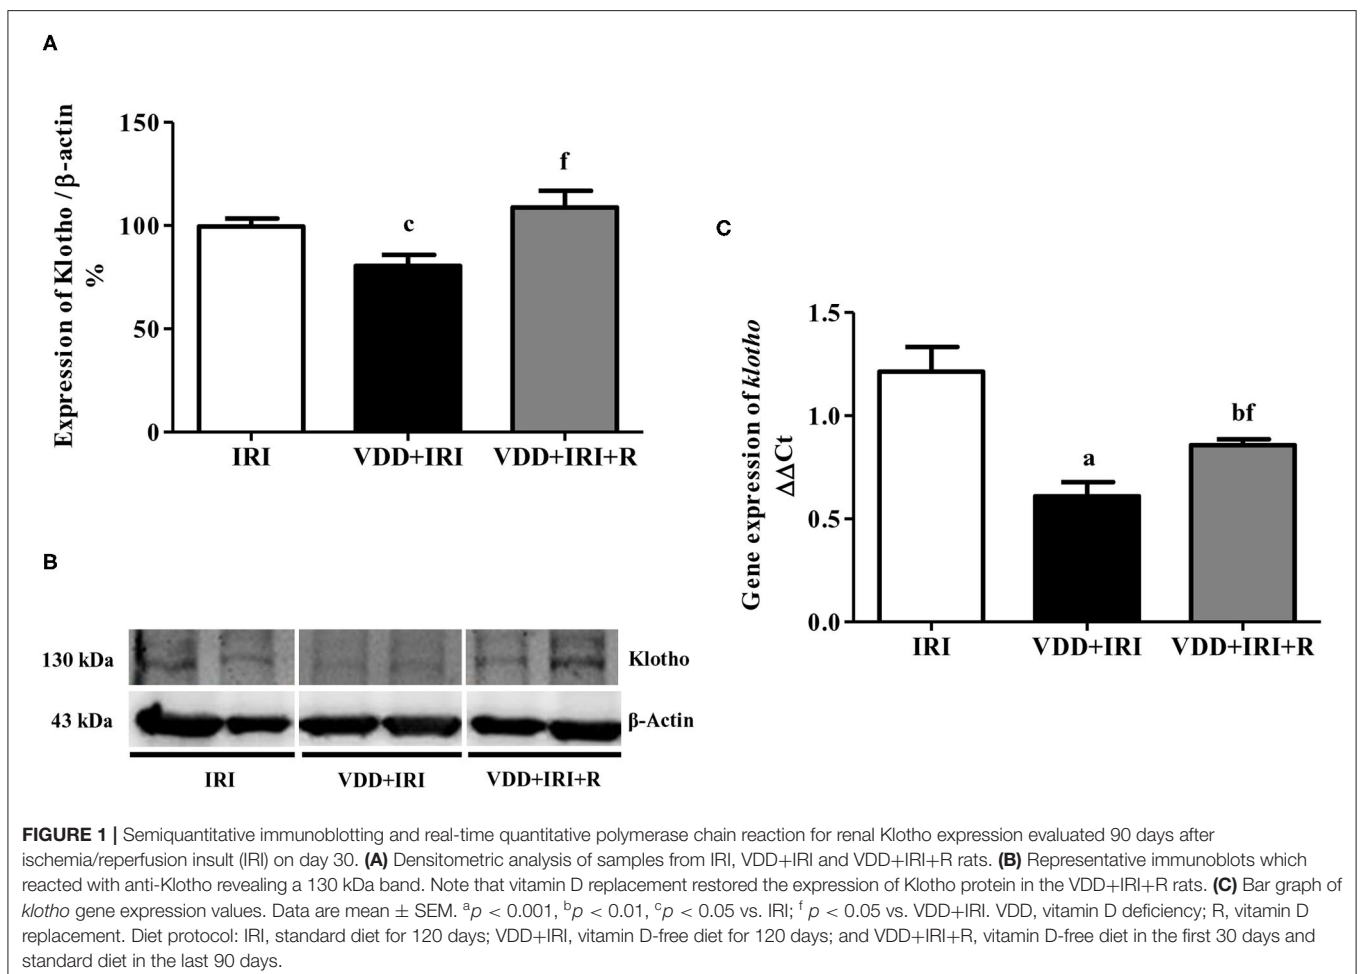 A
Expression of Klotho / β-actin
%
150
100
50
0
c
f
IRI
VDD+IRI
VDD+IRI+R
C
Gene expression of klotho
ΔΔCt
1.5
1.0
0.5
0.0
a
bf
IRI
VDD+IRI
VDD+IRI+R
B
130 kDa
Klotho
43 kDa
β-Actin
IRI
VDD+IRI
VDD+IRI+R
FIGURE 1 | Semiquantitative immunoblotting and real-time quantitative polymerase chain reaction for renal Klotho expression evaluated 90 days after
ischemia/reperfusion insult (IRI) on day 30. (A) Densitometric analysis of samples from IRI, VDD+IRI and VDD+IRI+R rats. (B) Representative immunoblots which
reacted with anti-Klotho revealing a 130 kDa band. Note that vitamin D replacement restored the expression of Klotho protein in the VDD+IRI+R rats. (C) Bar graph of
klotho gene expression values. Data are mean ± SEM. ᵃp < 0.001, ᵇp < 0.01, ᶜp < 0.05 vs. IRI; ᶠ p < 0.05 vs. VDD+IRI. VDD, vitamin D deficiency; R, vitamin D
replacement. Diet protocol: IRI, standard diet for 120 days; VDD+IRI, vitamin D-free diet for 120 days; and VDD+IRI+R, vitamin D-free diet in the first 30 days and
standard diet in the last 90 days.